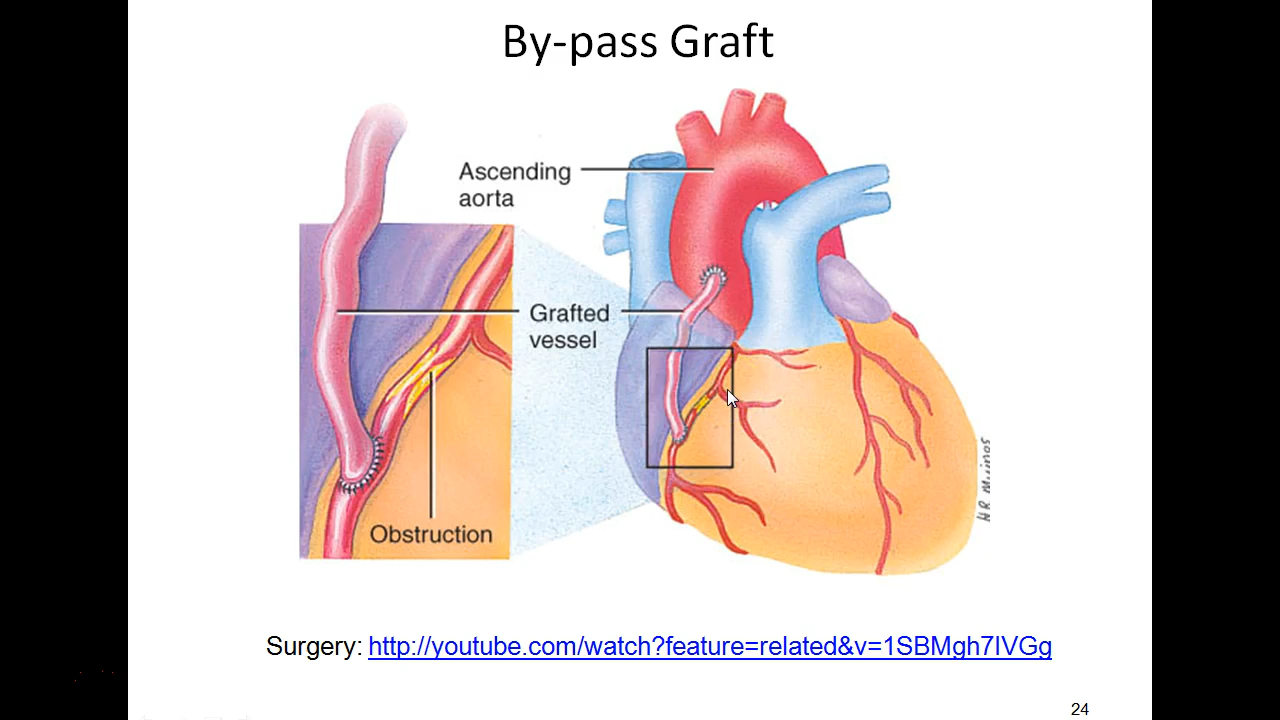 By-pass Graft
Ascending
aorta
Grafted
vessel
Obstruction
Surgery: http://youtube.com/watch?feature=related&v=1SBMgh7IVGg
24